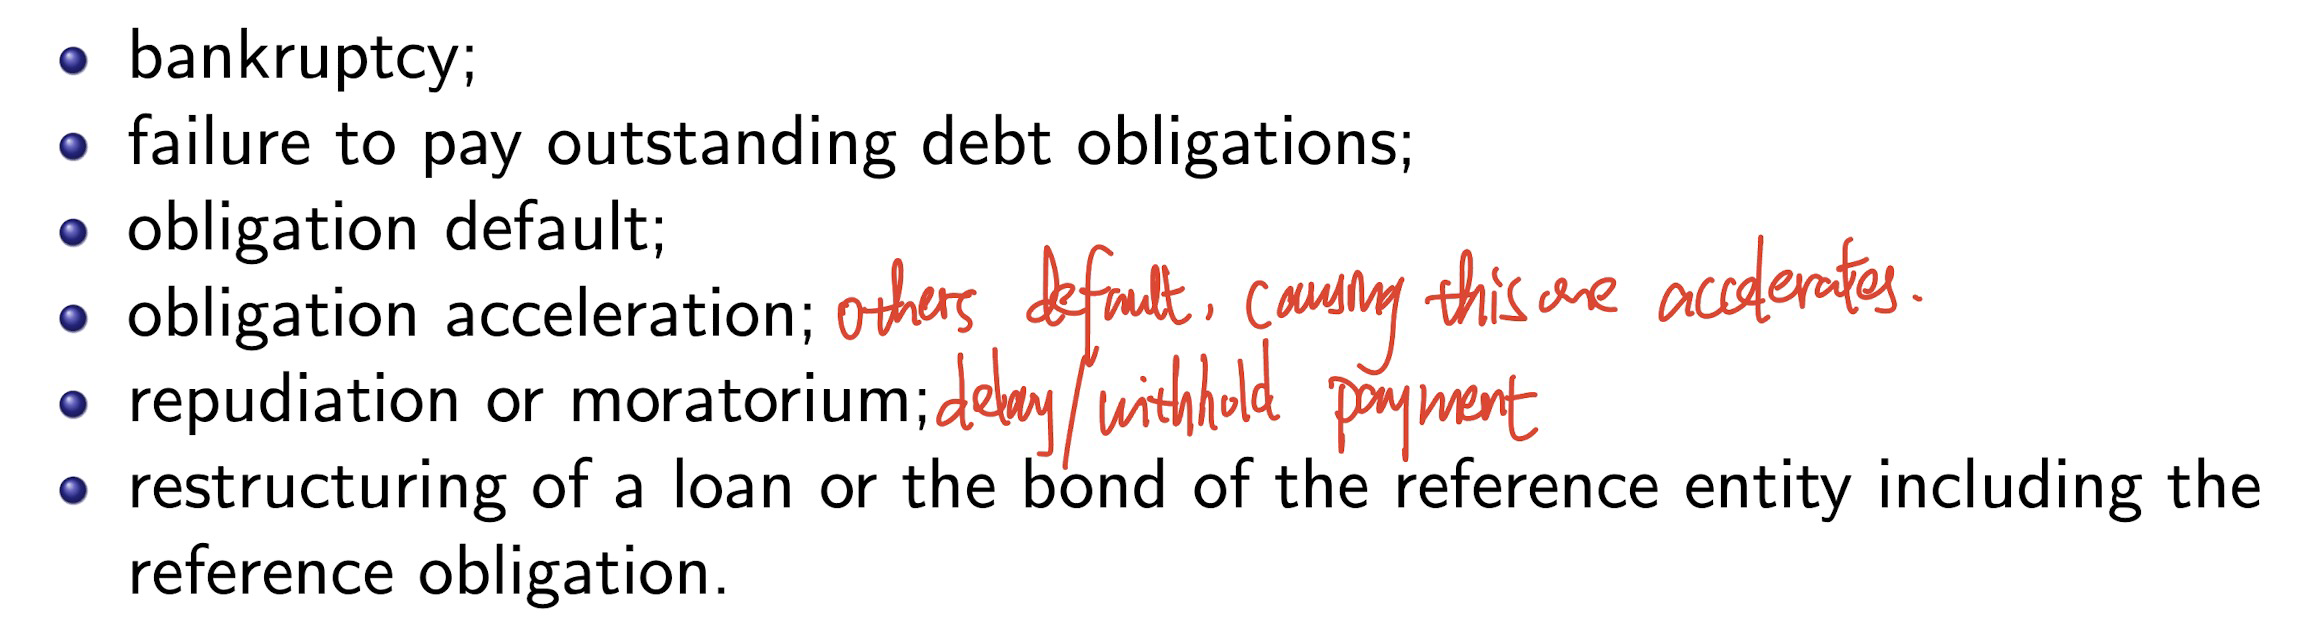 bankruptcy;
failure to pay outstanding debt obligations;
obligation default;
obligation acceleration; others default, causing this one accelerates.
repudiation or moratorium; delay/withhold payment
restructuring of a loan or the bond of the reference entity including the
reference obligation.